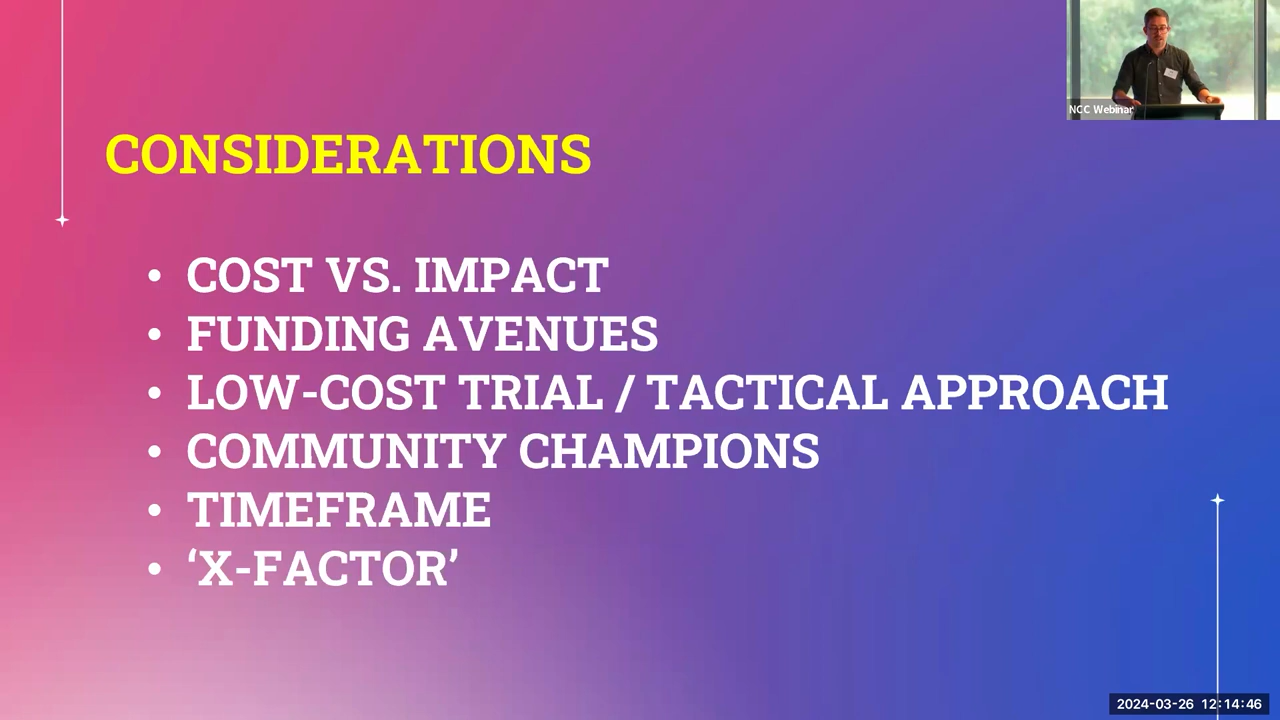 NCC Webinar
CONSIDERATIONS
• COST VS. IMPACT
• FUNDING AVENUES
• LOW-COST TRIAL / TACTICAL APPROACH
• COMMUNITY CHAMPIONS
• TIMEFRAME
• ‘X-FACTOR’
2024-03-26 12:14:46